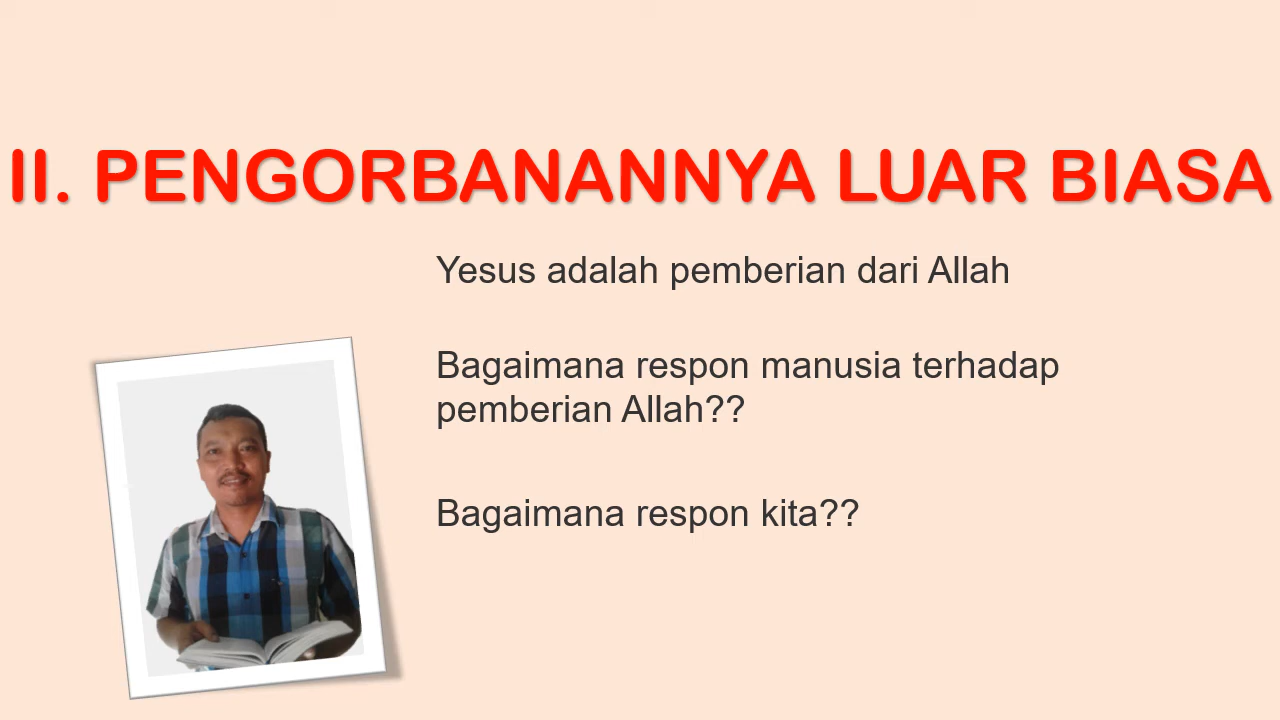 II. PENGORBANANNYA LUAR BIASA
Yesus adalah pemberian dari Allah
Bagaimana respon manusia terhadap
pemberian Allah??
Bagaimana respon kita??